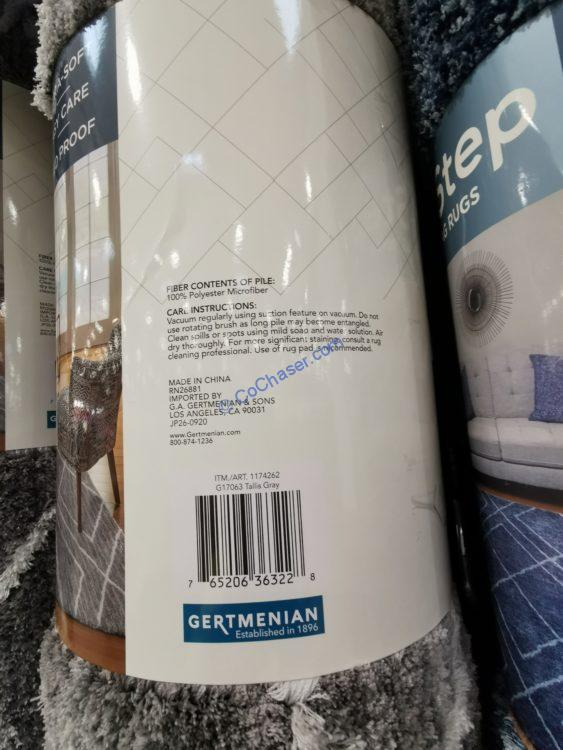 CARE
PROOF
Step
RUGS
FIBER CONTENTS OF PILE:
100% Polyester Microfiber
CARE INSTRUCTIONS:
Vacuum regularly using suction feature on vacuum. Do not
use rotating brush as long pile may become entangled.
Clean spills or spots using mild soap and water solution. Air
dry thoroughly. For more significant stains, consult a rug
cleaning professional. Use of rug pad is recommended.
CoChaser.com
MADE IN CHINA
RN26881
IMPORTED BY
G.A. GERTMENIAN & SONS
LOS ANGELES, CA 90031
JP26-0920
www.Gertmenian.com
800-874-1236
ITM./ART. 1174262
G17063 Tallis Gray
7 65206 36322 8
GERTMENIAN
Established in 1896